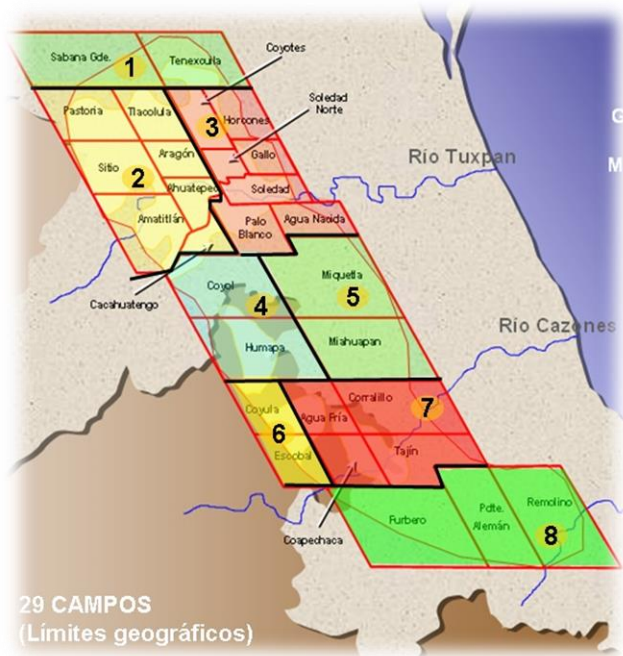 Coyotes
Sabana Gde.
1
Tenexcuila
Soledad
Norte
Pastoria
Tlacolula
3
Horcones
Río Tuxpan
Aragón
Gallo
Sitio
2
Ahuatepec
Soledad
Amatitlán
Palo
Blanco
Agua Nacida
Cacahuatengo
Coyol
4
Miquetla
5
Río Cazones
Humapa
Miahuapan
Coyula
6
Agua Fría
Corralillo
7
Escobal
Tajín
Coapechaca
Furbero
Pdte.
Alemán
Remolino
8
29 CAMPOS
(Límites geográficos)
G
M